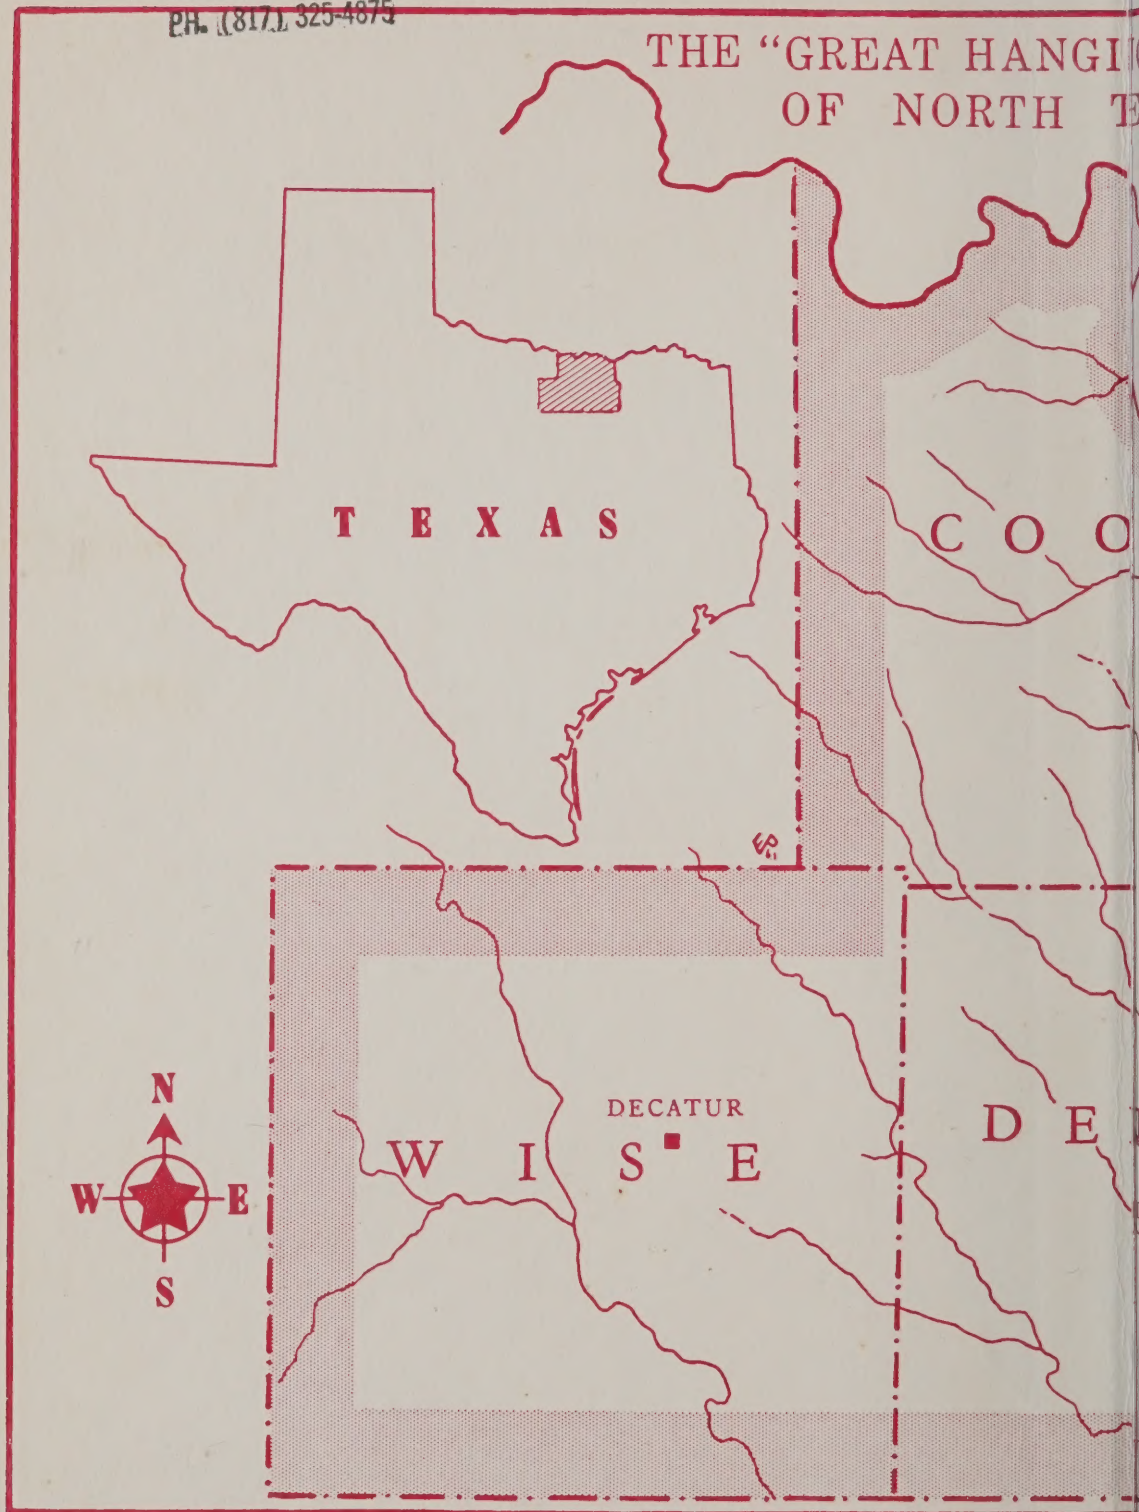 PH. (817) 325-4875
THE “GREAT HANGI
OF NORTH
TEXAS
COO
DECATUR
WISE
DE
N
W E
S